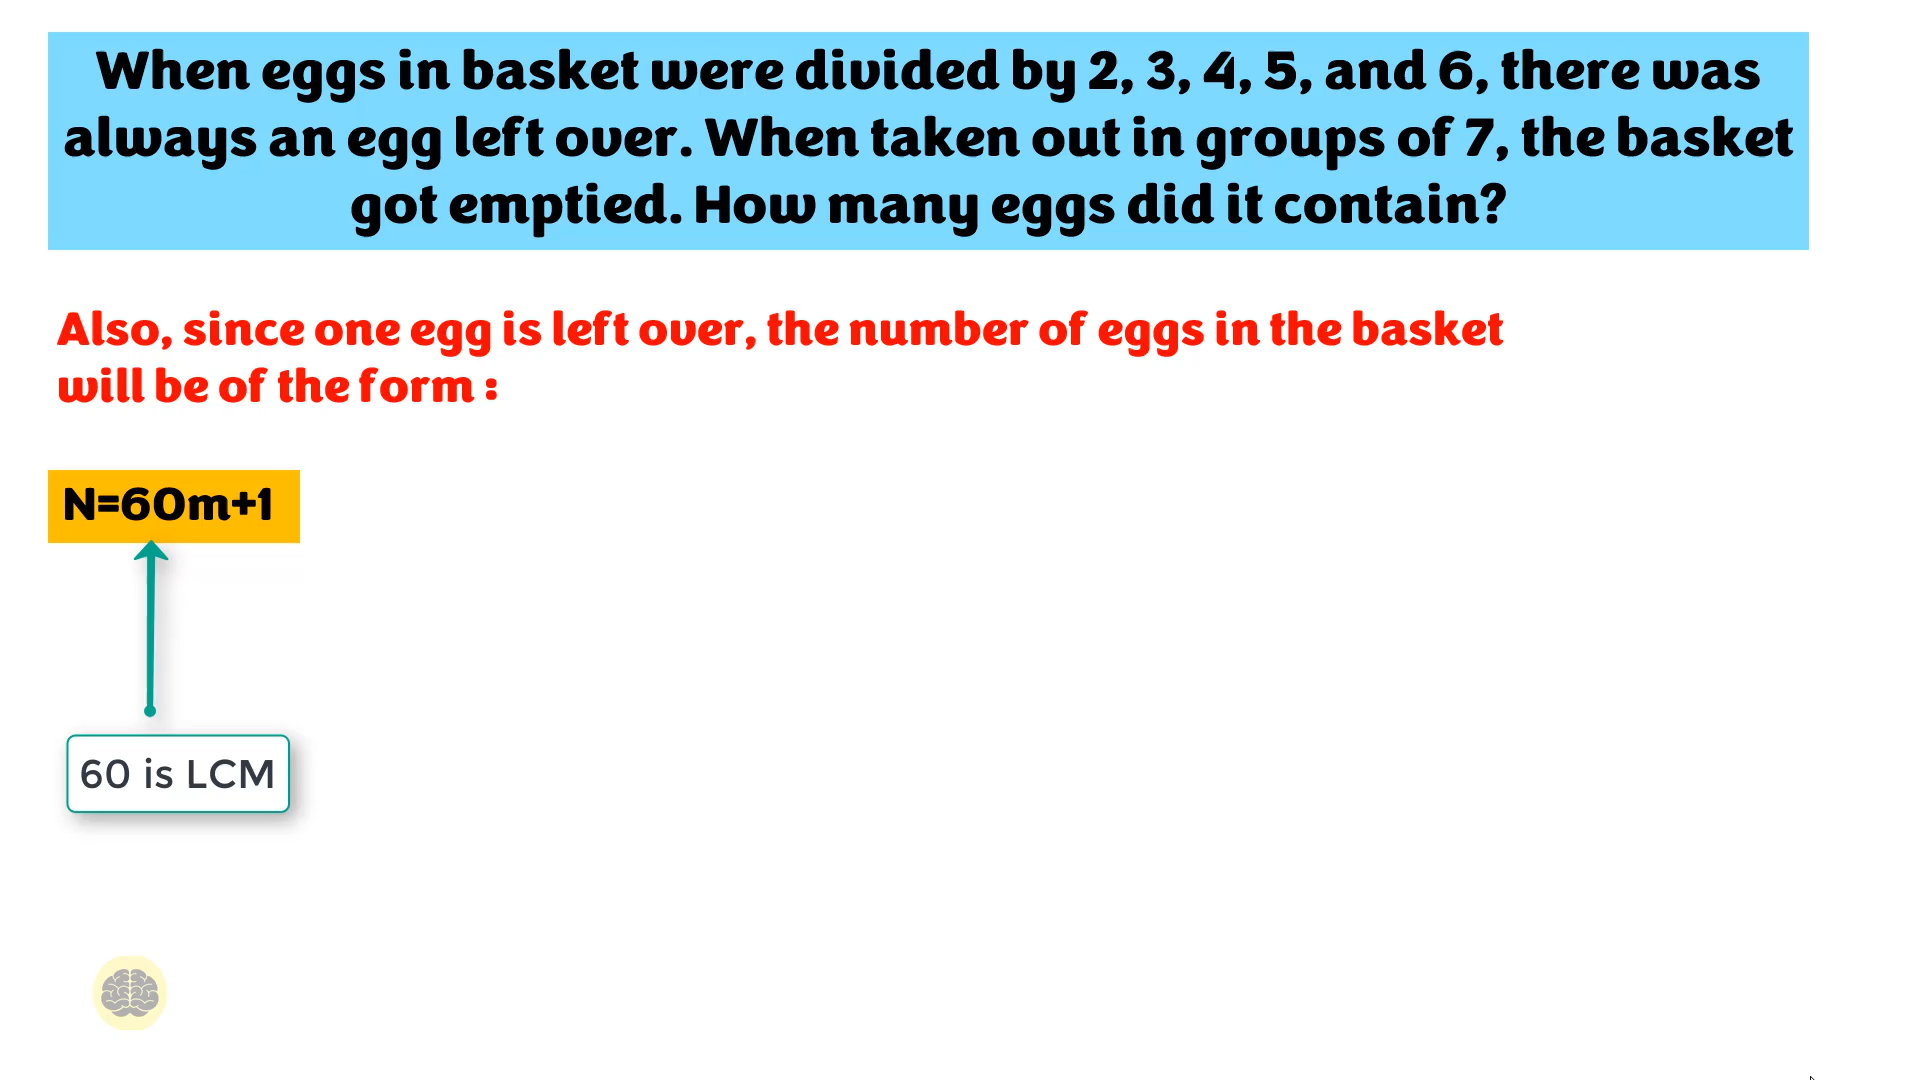 When eggs in basket were divided by 2, 3, 4, 5, and 6, there was
always an egg left over. When taken out in groups of 7, the basket
got emptied. How many eggs did it contain?
Also, since one egg is left over, the number of eggs in the basket
will be of the form :
N=60m+1
60 is LCM